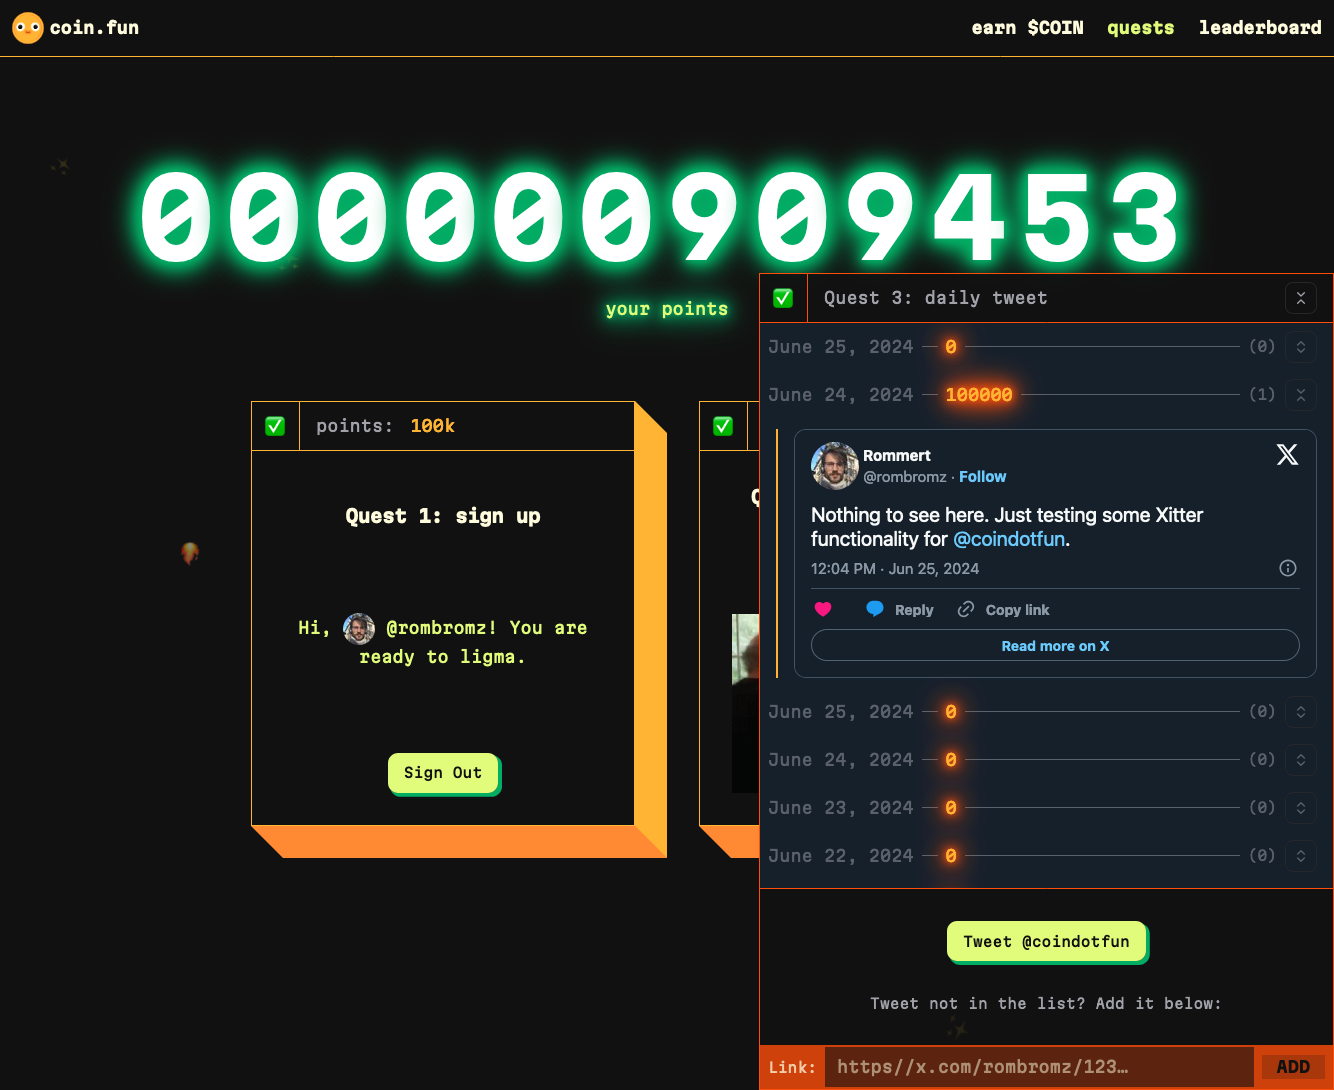 coin.fun
earn $COIN
quests
leaderboard
000000909453
your points
points: 100k
Quest 1: sign up
Hi, @rombromz! You are
ready to ligma.
Sign Out
Quest 3: daily tweet
June 25, 2024 0 (0)
June 24, 2024 100000 (1)
Rommert
@rombromz · Follow
Nothing to see here. Just testing some Xitter
functionality for @coindotfun.
12:04 PM · Jun 25, 2024
Reply
Copy link
Read more on X
June 25, 2024 0 (0)
June 24, 2024 0 (0)
June 23, 2024 0 (0)
June 22, 2024 0 (0)
Tweet @coindotfun
Tweet not in the list? Add it below:
Link: https//x.com/rombromz/123… ADD